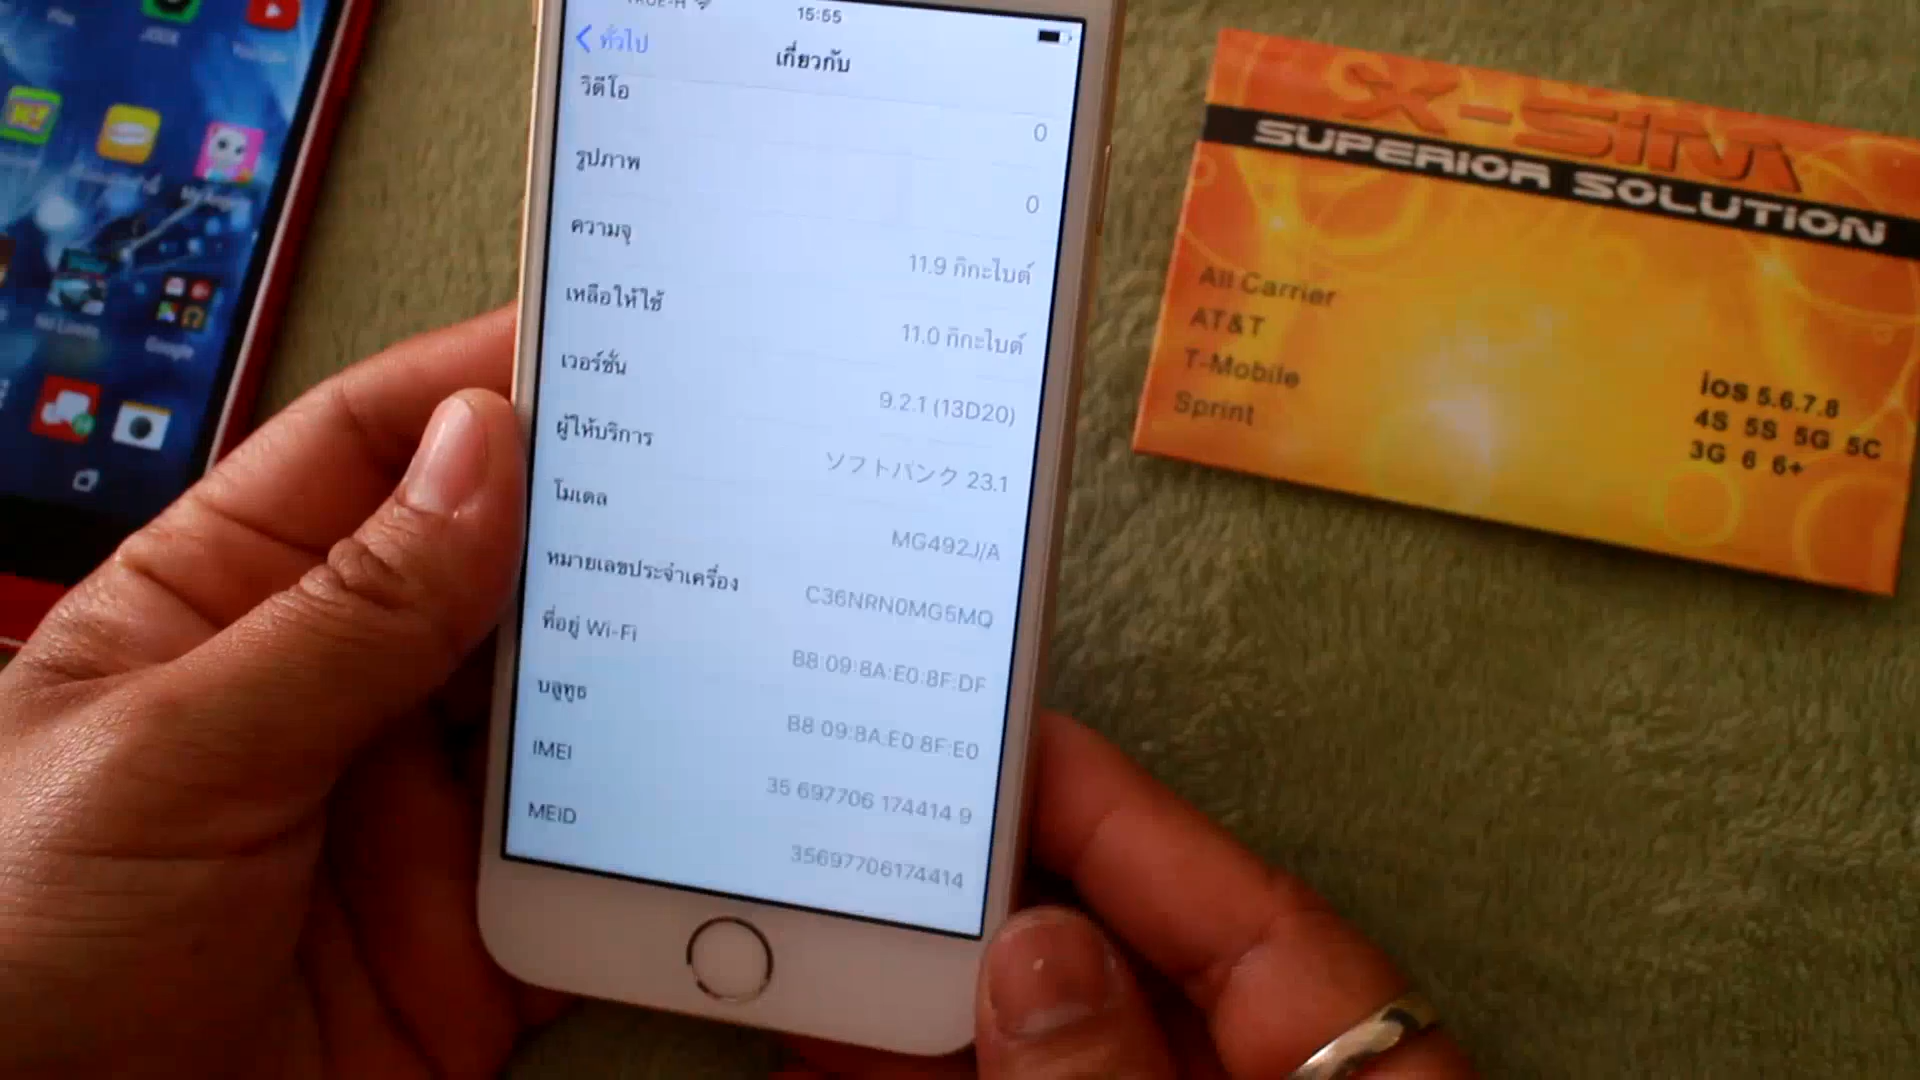 TRUE-H
15:55
ทั่วไป
เกี่ยวกับ
วิดีโอ
0
รูปภาพ
0
ความจุ
11.9 กิกะไบต์
เหลือให้ใช้
11.0 กิกะไบต์
เวอร์ชั่น
9.2.1 (13D20)
ผู้ให้บริการ
ソフトバンク 23.1
โมเดล
MG492J/A
หมายเลขประจำเครื่อง
C36NRN0MG5MQ
ที่อยู่ Wi-Fi
B8:09:8A:E0:8F:DF
บลูทูธ
B8:09:8A:E0:8F:E0
IMEI
35 697706 174414 9
MEID
35697706174414
X-SiM
SUPERIOR SOLUTiON
All Carrier
AT&T
T-Mobile
Sprint
ios 5.6.7.8
4S 5S 5G 5C
3G 6 6+
Google